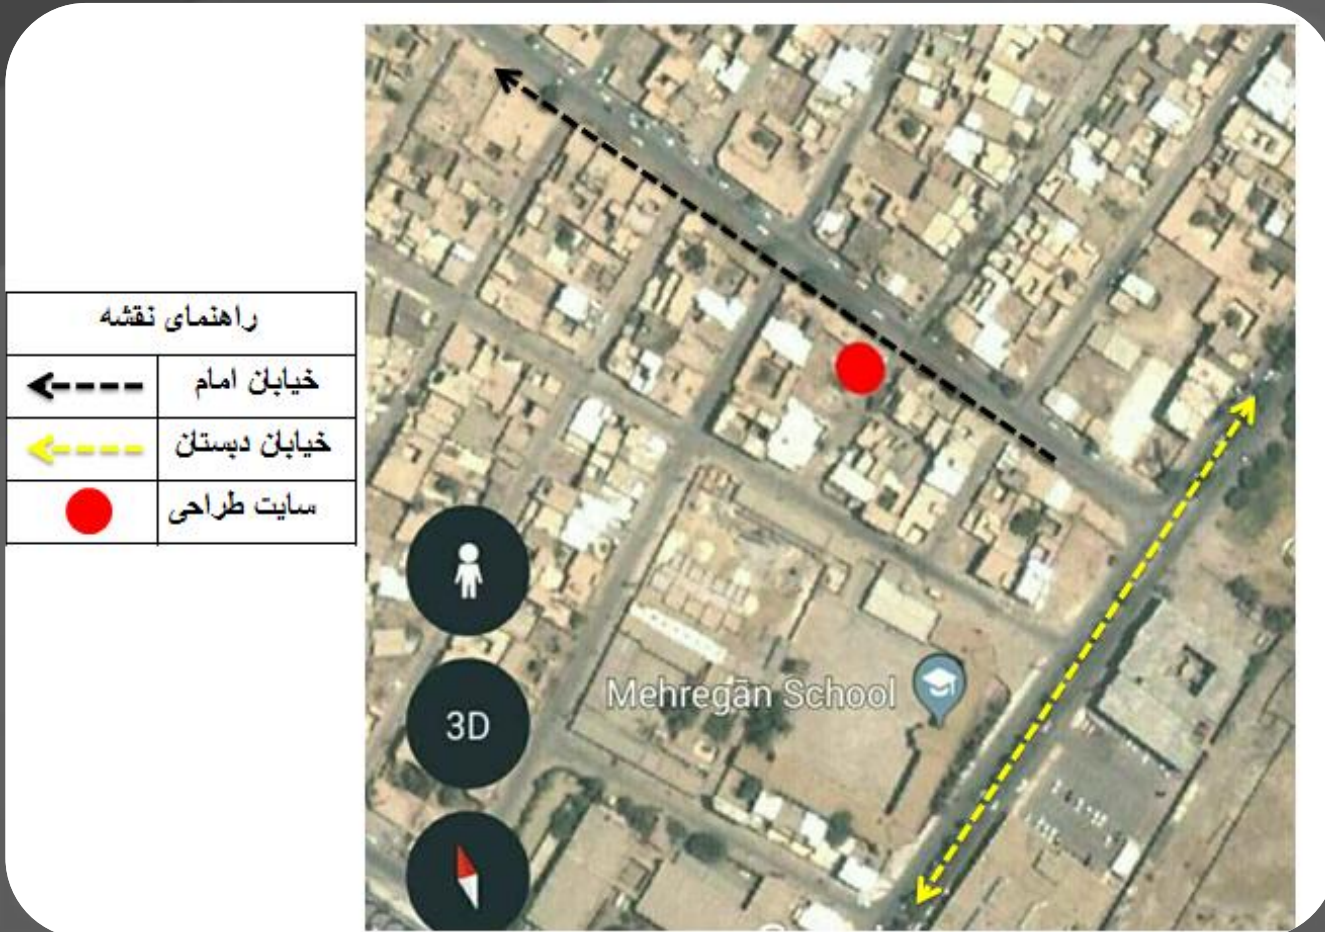 راهنمای نقشه
خیابان امام
خیابان دبستان
سایت طراحی
Mehregān School
3D